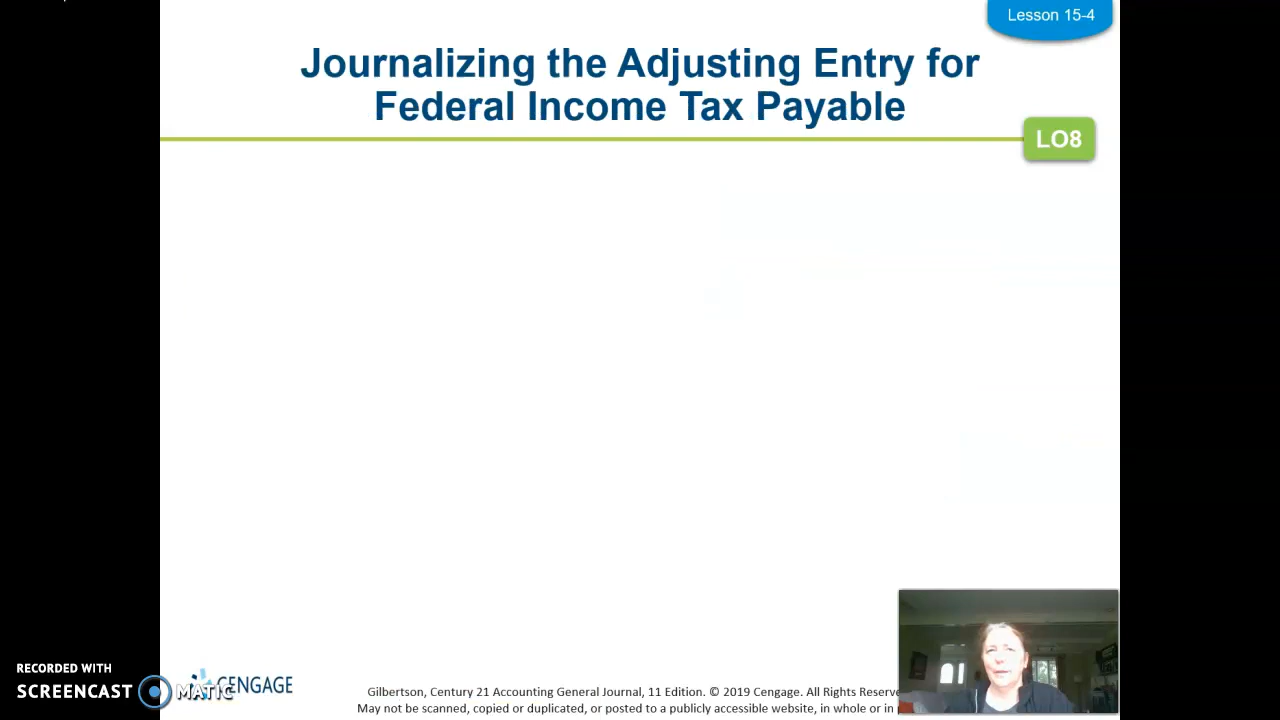 Lesson 15-4
Journalizing the Adjusting Entry for
Federal Income Tax Payable
LO8
RECORDED WITH
SCREENCAST MATIC
CENGAGE
Gilbertson, Century 21 Accounting General Journal, 11 Edition. © 2019 Cengage. All Rights
May not be scanned, copied or duplicated, or posted to a publicly accessible website, in whole or in